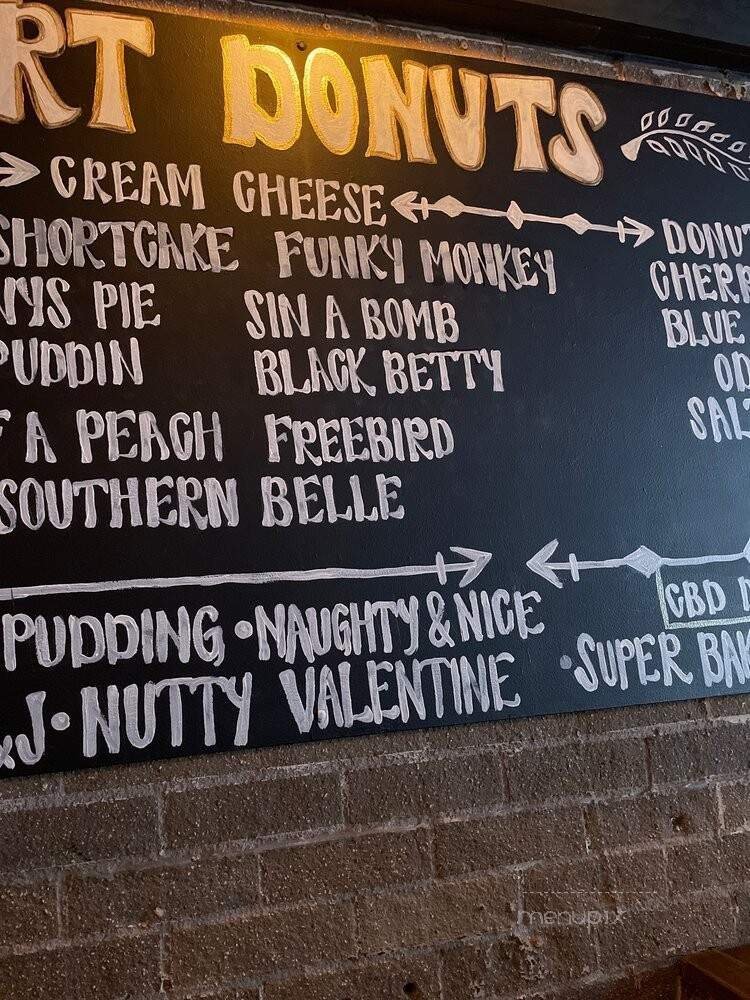 RT DONUTS
CREAM CHEESE
SHORTCAKE FUNKY MONKEY
PIE SIN A BOMB
PUDDIN BLACK BETTY
A PEACH FREEBIRD
SOUTHERN BELLE
DONUT
CHERR
BLUE
OD
SALT
PUDDING • NAUGHTY & NICE
J • NUTTY VALENTINE
CBD
• SUPER BAK
menupix